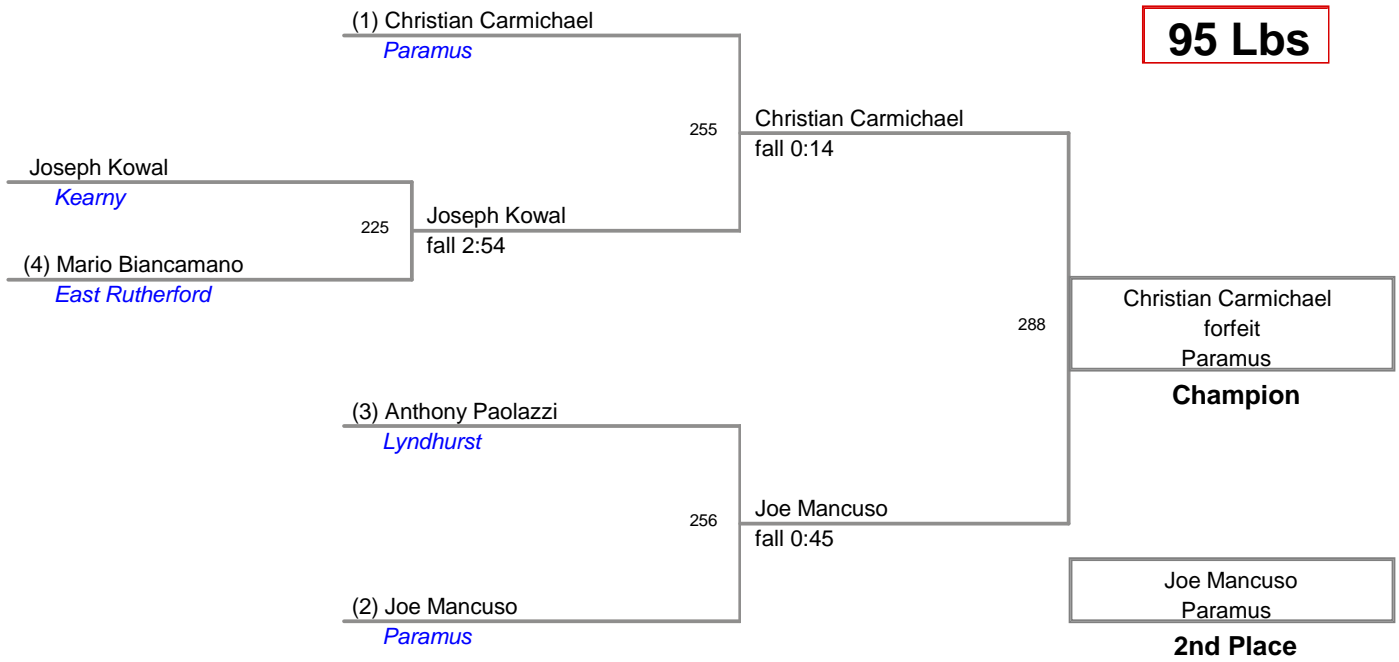 95 Lbs
(1) Christian Carmichael
Paramus
255
Christian Carmichael
fall 0:14
Joseph Kowal
Kearny
225
Joseph Kowal
fall 2:54
(4) Mario Biancamano
East Rutherford
288
Christian Carmichael
forfeit
Paramus
Champion
(3) Anthony Paolazzi
Lyndhurst
256
Joe Mancuso
fall 0:45
(2) Joe Mancuso
Paramus
Joe Mancuso
Paramus
2nd Place